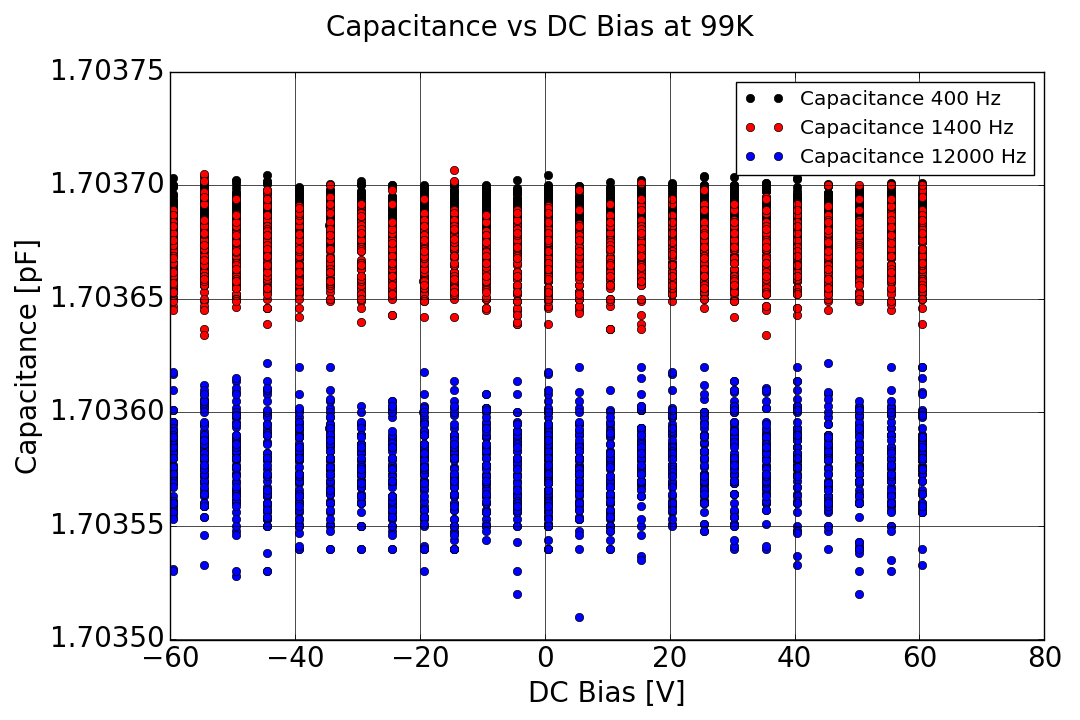 Capacitance vs DC Bias at 99K
1.70375
1.70370
1.70365
1.70360
1.70355
1.70350
Capacitance [pF]
Capacitance 400 Hz
Capacitance 1400 Hz
Capacitance 12000 Hz
−60 −40 −20 0 20 40 60 80
DC Bias [V]